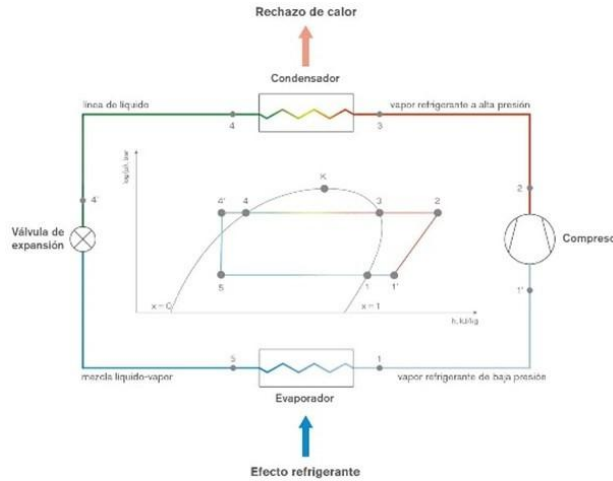 Rechazo de calor
Condensador
línea de líquido
4
3
vapor refrigerante a alta presión
4'
2
K
4'
4
3
2
Válvula de
expansión
Compreso
5
1
1'
1'
x=0
x=1
h, kJ/kg
5
1
mezcla líquido-vapor
vapor refrigerante de baja presión
Evaporador
Efecto refrigerante